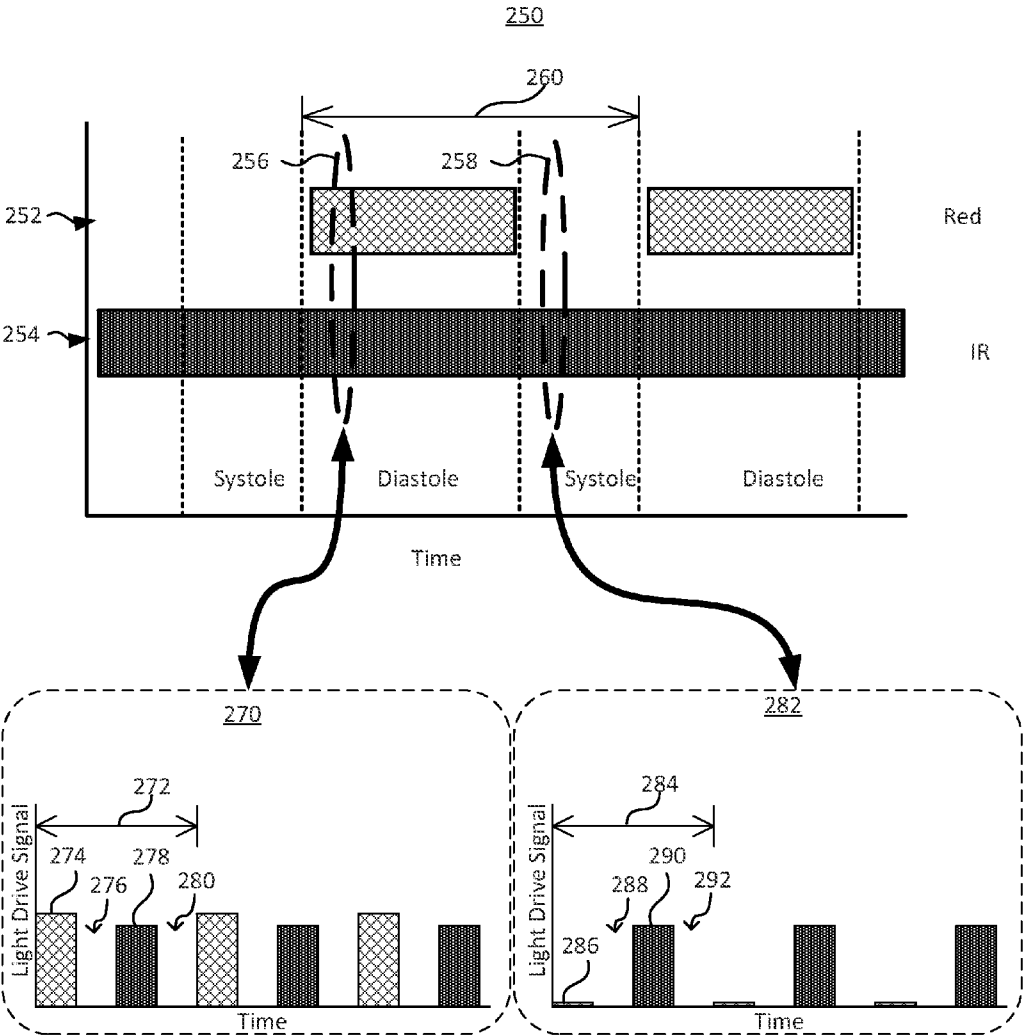 250
260
256
258
252
Red
254
IR
Systole
Diastole
Systole
Diastole
Time
270
272
274
276
278
280
Light Drive Signal
Time
282
284
286
288
290
292
Light Drive Signal
Time